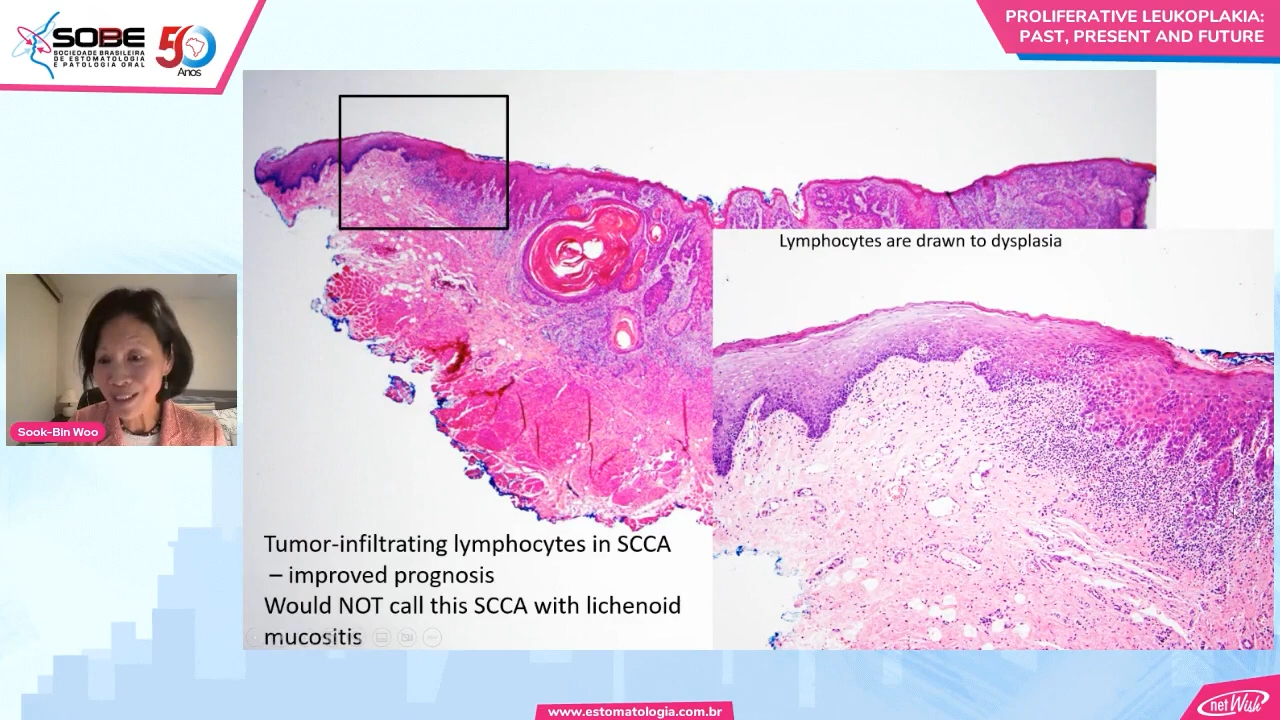 SOBE
SOCIEDADE BRASILEIRA
DE ESTOMATOLOGIA
E PATOLOGIA ORAL
50
Anos
PROLIFERATIVE LEUKOPLAKIA:
PAST, PRESENT AND FUTURE
Lymphocytes are drawn to dysplasia
Sook-Bin Woo
Tumor-infiltrating lymphocytes in SCCA
– improved prognosis
Would NOT call this SCCA with lichenoid
mucositis
www.estomatologia.com.br
netWish